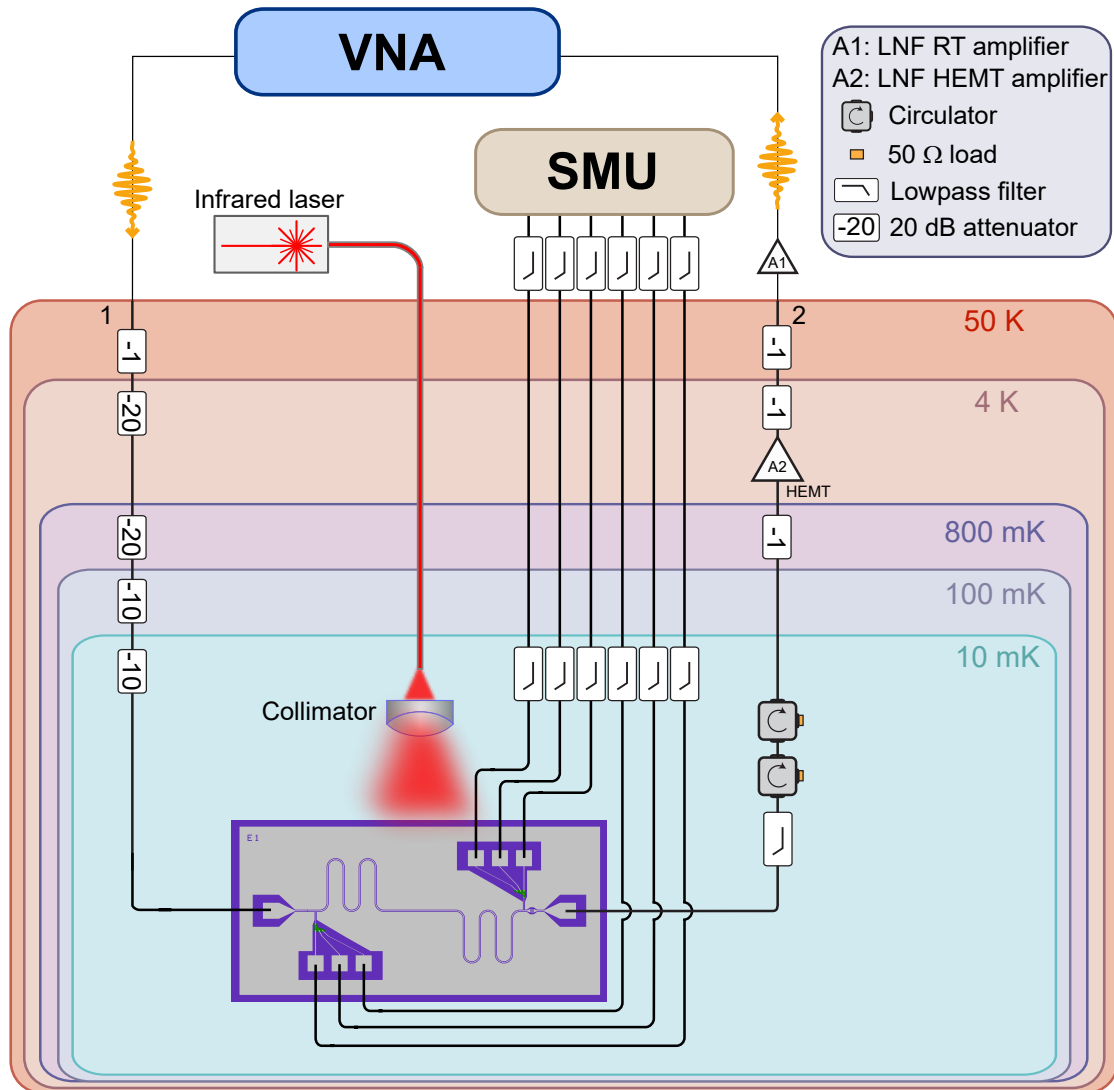 VNA
A1: LNF RT amplifier
A2: LNF HEMT amplifier
Circulator
50 Ω load
Lowpass filter
-20 20 dB attenuator
SMU
Infrared laser
A1
1
2
50 K
-1
-1
-20
-1
4 K
A2
HEMT
-20
-1
800 mK
-10
100 mK
-10
10 mK
Collimator
E1